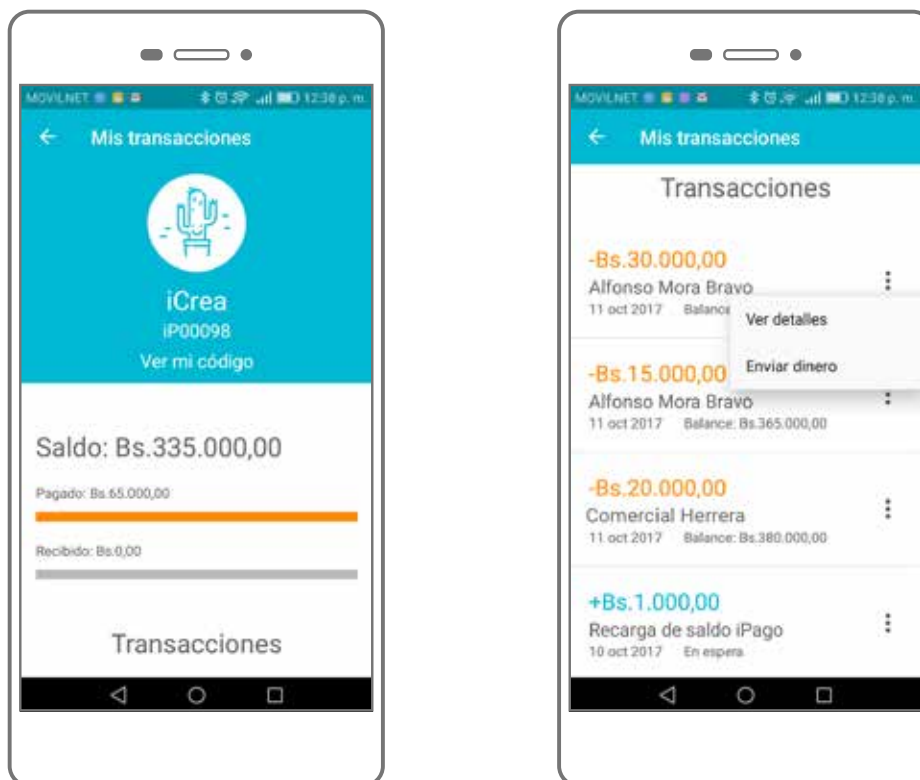 MOVILNET 12:38 p. m.
Mis transacciones
iCrea
iP00098
Ver mi código
Saldo: Bs.335.000,00
Pagado: Bs.65.000,00
Recibido: Bs.0,00
Transacciones
MOVILNET 12:38 p. m.
Mis transacciones
Transacciones
-Bs.30.000,00
Alfonso Mora Bravo
11 oct 2017 Balance
Ver detalles
Enviar dinero
-Bs.15.000,00
Alfonso Mora Bravo
11 oct 2017 Balance: Bs.365.000,00
-Bs.20.000,00
Comercial Herrera
11 oct 2017 Balance: Bs.380.000,00
+Bs.1.000,00
Recarga de saldo iPago
10 oct 2017 En espera